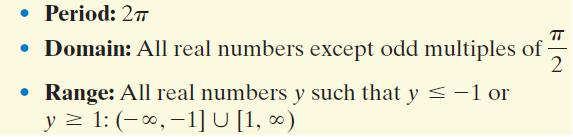 • Period: 2π
• Domain: All real numbers except odd multiples of π/2
• Range: All real numbers y such that y ≤ −1 or
y ≥ 1: (−∞, −1] ∪ [1, ∞)